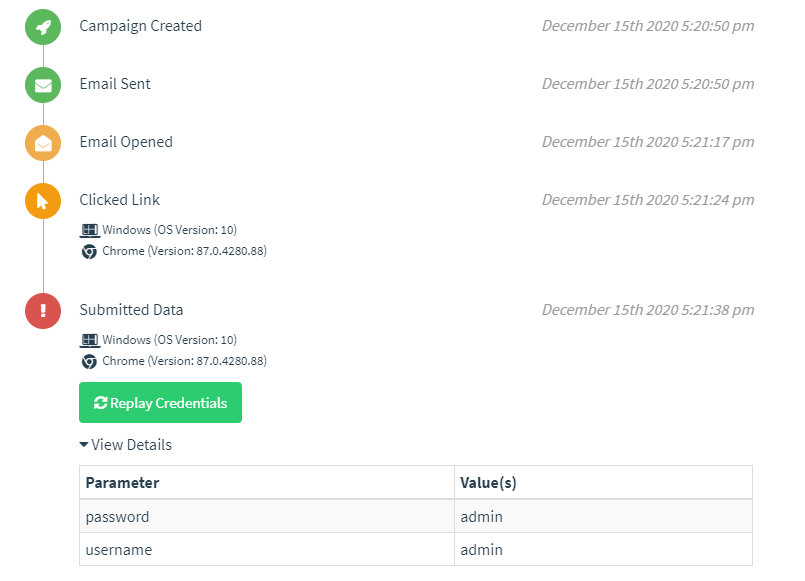 Campaign Created December 15th 2020 5:20:50 pm
Email Sent December 15th 2020 5:20:50 pm
Email Opened December 15th 2020 5:21:17 pm
Clicked Link December 15th 2020 5:21:24 pm
Windows (OS Version: 10)
Chrome (Version: 87.0.4280.88)
Submitted Data December 15th 2020 5:21:38 pm
Windows (OS Version: 10)
Chrome (Version: 87.0.4280.88)
Replay Credentials
View Details
Parameter Value(s)
password admin
username admin